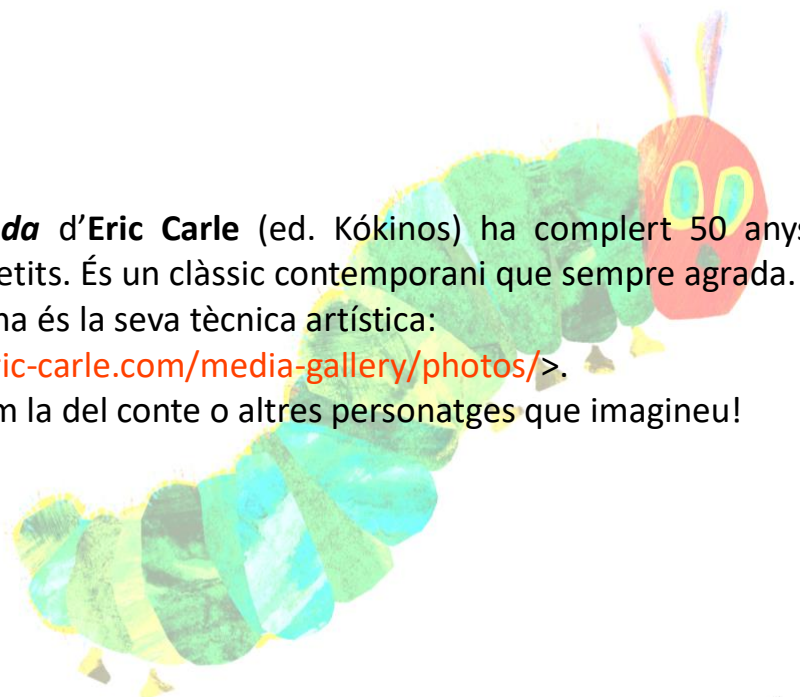 da d'Eric Carle (ed. Kókinos) ha complert 50 anys
etits. És un clàssic contemporani que sempre agrada.
na és la seva tècnica artística:
ric-carle.com/media-gallery/photos/>.
m la del conte o altres personatges que imagineu!